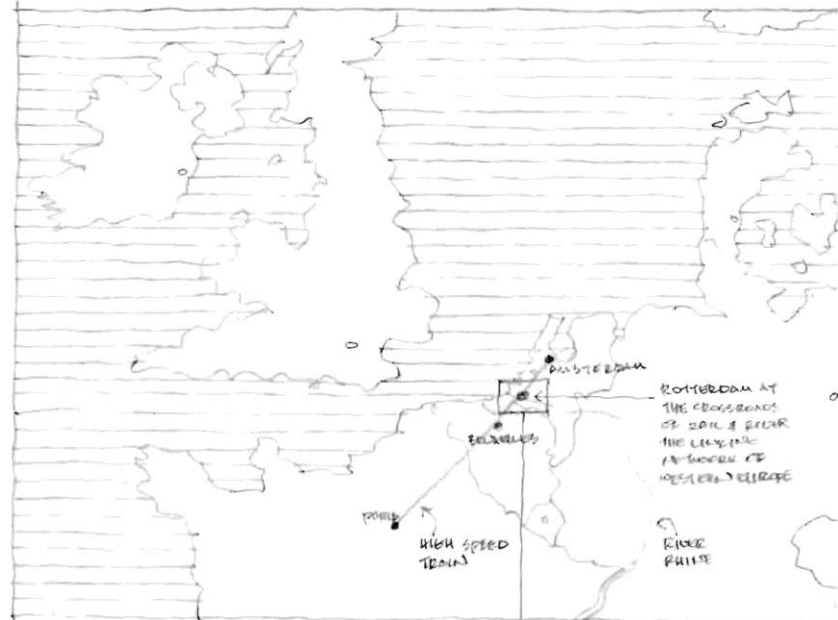 AMSTERDAM
ROTTERDAM AT
THE CROSSROADS
OF RAIL & RIVER
THE LINKING
NETWORK OF
WESTERN EUROPE
BRUXELLES
PARIS
HIGH SPEED
TRAIN
RIVER
RHINE